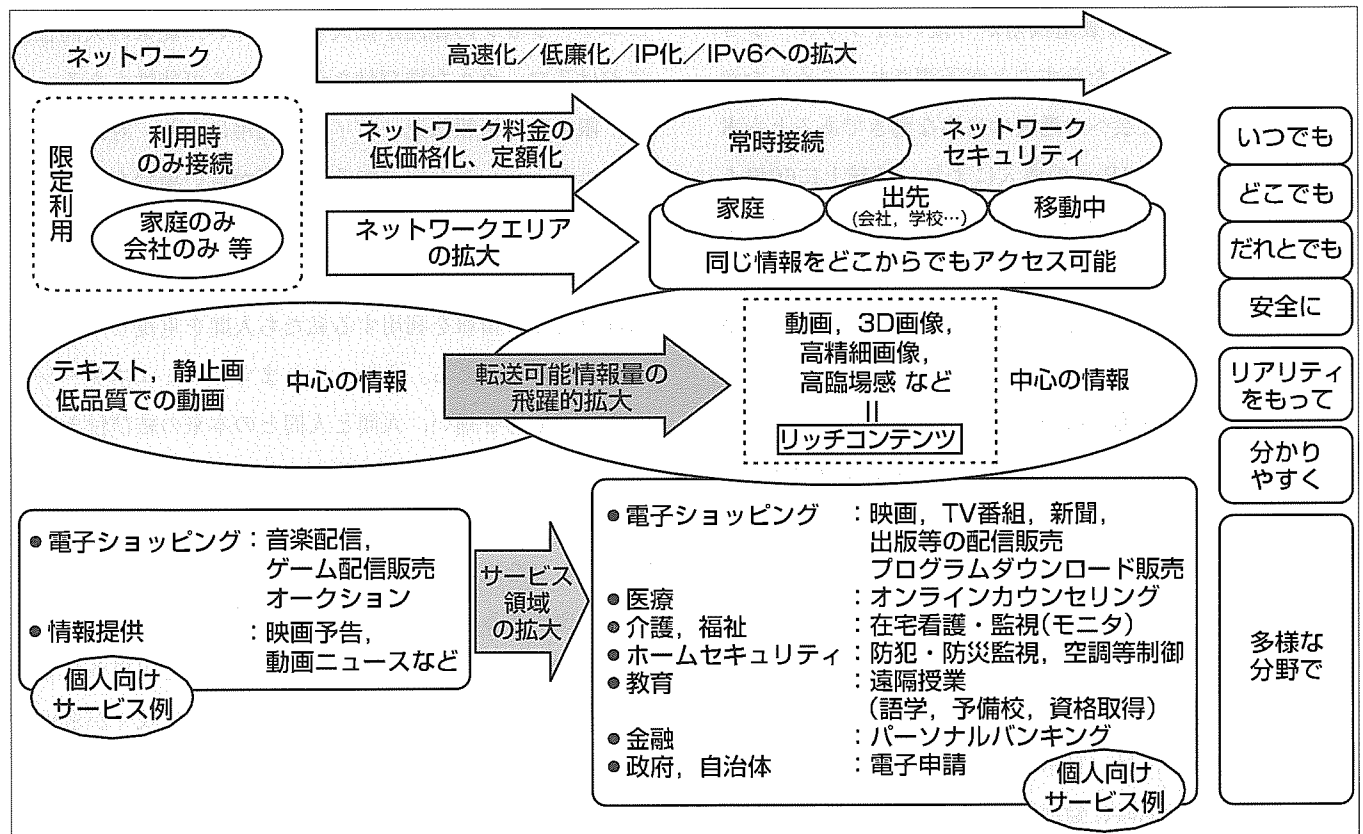 ネットワーク
高速化／低廉化／IP化／IPv6への拡大
限定利用
利用時
のみ接続
家庭のみ
会社のみ 等
ネットワーク料金の
低価格化、定額化
ネットワークエリア
の拡大
常時接続
ネットワーク
セキュリティ
家庭
出先
(会社，学校…)
移動中
同じ情報をどこからでもアクセス可能
テキスト，静止画
低品質での動画
中心の情報
転送可能情報量の
飛躍的拡大
動画，3D画像，
高精細画像，
高臨場感 など
＝
リッチコンテンツ
中心の情報
●電子ショッピング：音楽配信，
ゲーム配信販売
オークション
●情報提供　　　　：映画予告，
動画ニュースなど
個人向け
サービス例
サービス
領域
の拡大
●電子ショッピング　：映画，TV番組，新聞，
出版等の配信販売
プログラムダウンロード販売
●医療　　　　　　　：オンラインカウンセリング
●介護，福祉　　　　：在宅看護・監視(モニタ)
●ホームセキュリティ：防犯・防災監視，空調等制御
●教育　　　　　　　：遠隔授業
(語学，予備校，資格取得)
●金融　　　　　　　：パーソナルバンキング
●政府，自治体　　　：電子申請
個人向け
サービス例
いつでも
どこでも
だれとでも
安全に
リアリティ
をもって
分かり
やすく
多様な
分野で